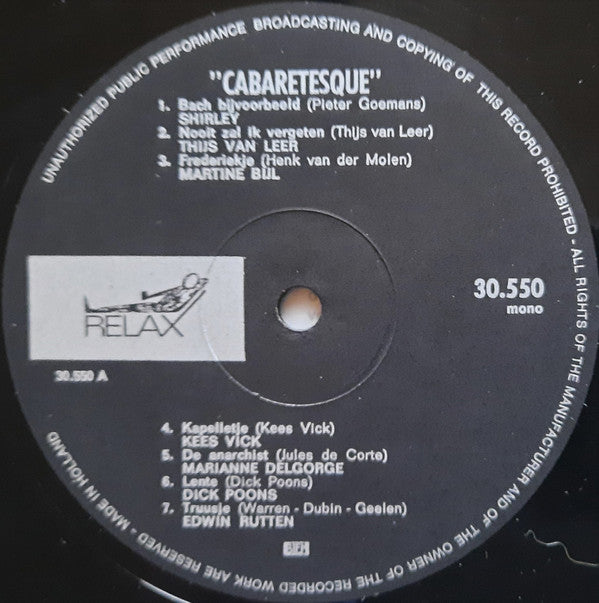 UNAUTHORIZED PUBLIC PERFORMANCE BROADCASTING AND COPYING OF THIS RECORD PROHIBITED - ALL RIGHTS OF THE MANUFACTURER AND OF THE OWNER OF THE RECORDED WORK ARE RESERVED - MADE IN HOLLAND
"CABARETESQUE"
1. Bach bijvoorbeeld (Pieter Goemans)
SHIRLEY
2. Nooit zal ik vergeten (Thijs van Leer)
THIJS VAN LEER
3. Frederiekje (Henk van der Molen)
MARTINE BIJL
RELAX
30.550
mono
30.550 A
4. Kapelletje (Kees Vick)
KEES VICK
5. De anarchist (Jules de Corte)
MARIANNE DELGORGE
6. Lente (Dick Poons)
DICK POONS
7. Truusje (Warren - Dubin - Geelen)
EDWIN RUTTEN